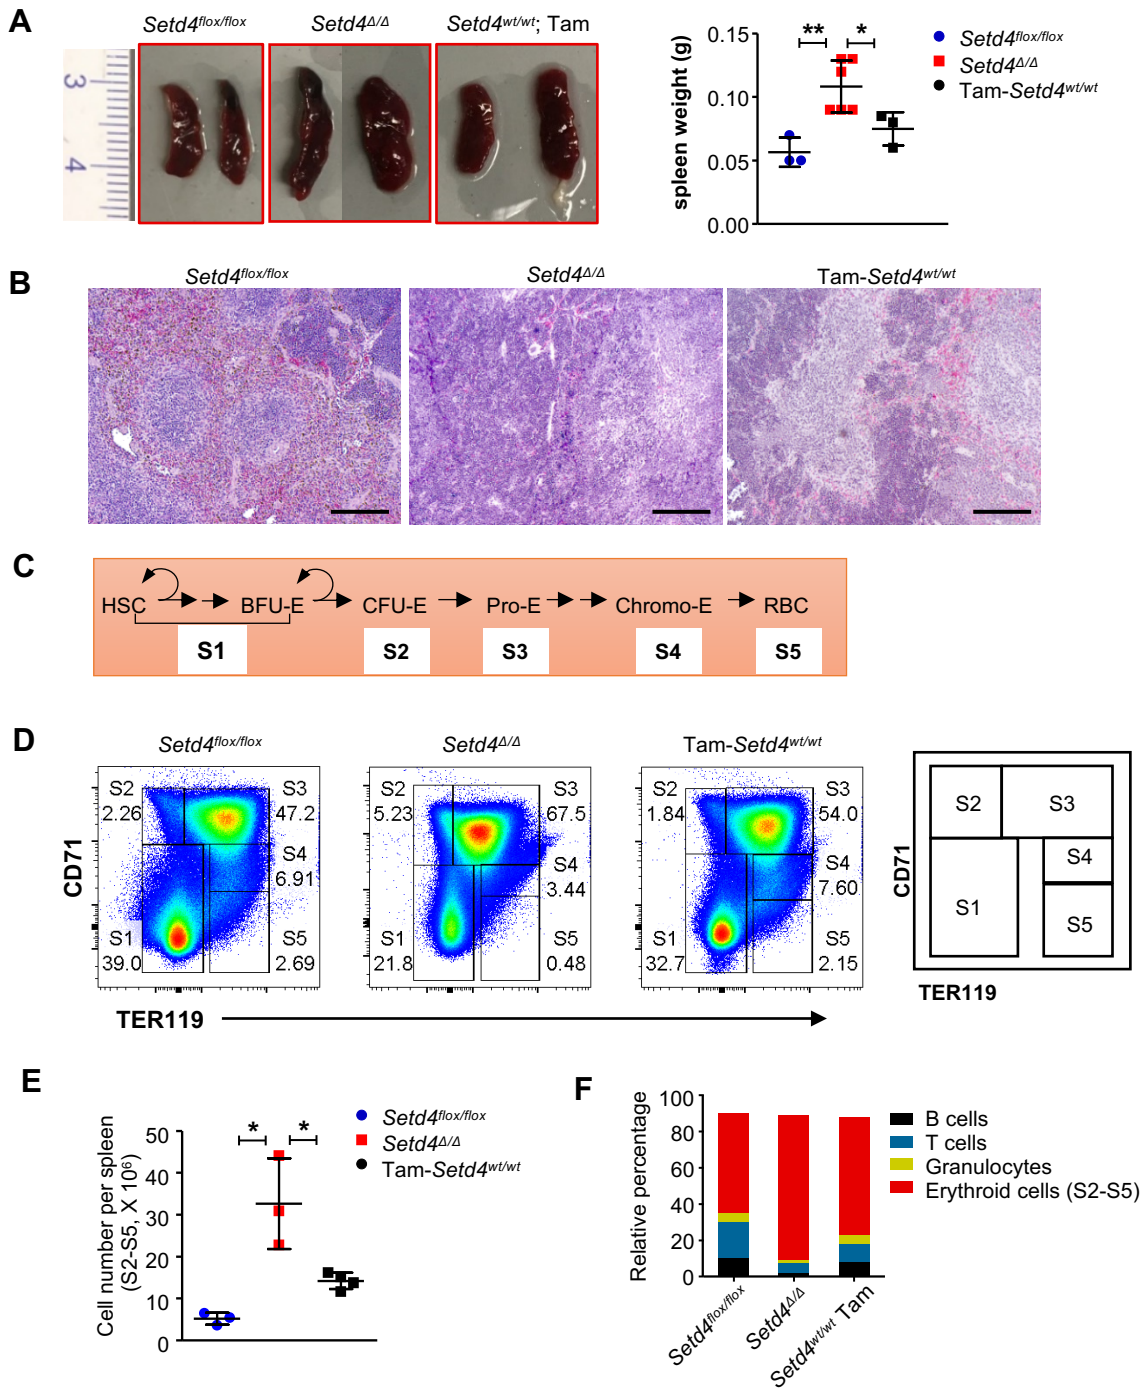 A
Setd4flox/flox
Setd4Δ/Δ
Setd4wt/wt; Tam
3
4
spleen weight (g)
0.15
0.10
0.05
0.00
**
*
Setd4flox/flox
Setd4Δ/Δ
Tam-Setd4wt/wt
B
Setd4flox/flox
Setd4Δ/Δ
Tam-Setd4wt/wt
C
HSC
BFU-E
CFU-E
Pro-E
Chromo-E
RBC
S1
S2
S3
S4
S5
D
Setd4flox/flox
Setd4Δ/Δ
Tam-Setd4wt/wt
CD71
S2
2.26
S3
47.2
S4
6.91
S1
39.0
S5
2.69
S2
5.23
S3
67.5
S4
3.44
S1
21.8
S5
0.48
S2
1.84
S3
54.0
S4
7.60
S1
32.7
S5
2.15
CD71
S2
S3
S4
S1
S5
TER119
TER119
E
Cell number per spleen
(S2-S5, X 10⁶)
50
40
30
20
10
0
*
*
Setd4flox/flox
Setd4Δ/Δ
Tam-Setd4wt/wt
F
Relative percentage
100
80
60
40
20
0
B cells
T cells
Granulocytes
Erythroid cells (S2-S5)
Setd4flox/flox
Setd4Δ/Δ
Setd4wt/wt Tam